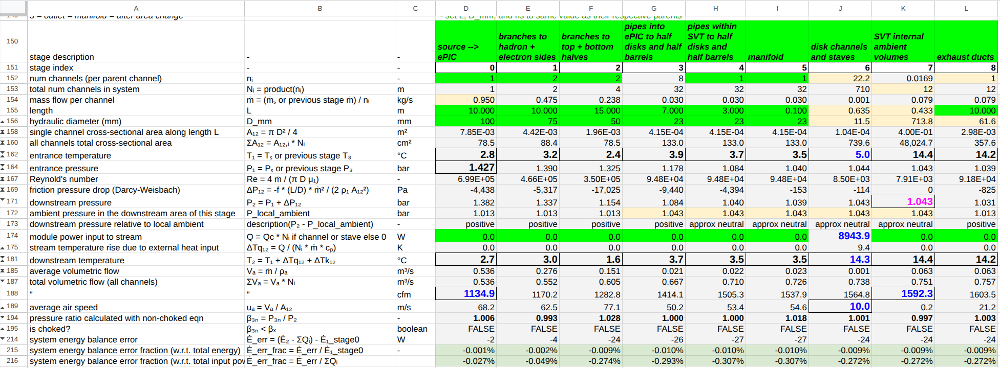 A B C D E F G H I J K L
149 3 = outlet = manifold = after area change - set L, D_mm, and ns to same value as their respective parents
150 stage description - - source --> ePIC branches to hadron + electron sides branches to top + bottom halves pipes into ePIC to half disks and half barrels pipes within SVT to half disks and half barrels manifold disk channels and staves SVT internal ambient volumes exhaust ducts
151 stage index - - 0 1 2 3 4 5 6 7 8
152 num channels (per parent channel) nᵢ - 1 2 2 8 1 1 22.2 0.0169 1
153 total num channels in system Nᵢ = product(nᵢ) m 1 2 4 32 32 32 710 12 12
154 mass flow per channel ṁ = (ṁₛ or previous stage ṁ) / nᵢ kg/s 0.950 0.475 0.238 0.030 0.030 0.030 0.001 0.079 0.079
155 length L m 10.000 10.000 15.000 7.000 3.000 0.100 0.635 0.433 10.000
156 hydraulic diameter (mm) D_mm mm 100 75 50 23 23 23 11.5 713.8 61.6
158 single channel cross-sectional area along length L A₁₂ = π D² / 4 m² 7.85E-03 4.42E-03 1.96E-03 4.15E-04 4.15E-04 4.15E-04 1.04E-04 4.00E-01 2.98E-03
160 all channels total cross-sectional area ΣA₁₂ = A₁₂,ᵢ * Nᵢ cm² 78.5 88.4 78.5 133.0 133.0 133.0 739.6 48,024.7 357.6
162 entrance temperature T₁ = Tₛ or previous stage T₃ °C 2.8 3.2 2.4 3.9 3.7 3.5 5.0 14.4 14.2
164 entrance pressure P₁ = Pₛ or previous stage P₃ bar 1.427 1.390 1.325 1.178 1.084 1.040 1.044 1.043 1.039
167 Reynold's number Re = 4 ṁ / (π D μ₁) - 6.99E+05 4.66E+05 3.50E+05 9.48E+04 9.48E+04 9.48E+04 8.50E+03 7.91E+03 9.18E+04
169 friction pressure drop (Darcy-Weisbach) ΔP₁₂ = -f * (L/D) * ṁ² / (2 ρ₁ A₁₂²) Pa -4,438 -5,317 -17,025 -9,440 -4,394 -153 -114 0 -825
171 downstream pressure P₂ = P₁ + ΔP₁₂ bar 1.382 1.337 1.154 1.084 1.040 1.039 1.043 1.043 1.031
172 ambient pressure in the downstream area of this stage P_local_ambient bar 1.013 1.013 1.013 1.043 1.043 1.043 1.043 1.043 1.013
173 downstream pressure relative to local ambient description(P₂ - P_local_ambient) - positive positive positive positive approx neutral approx neutral approx neutral approx neutral positive
174 module power input to stream Q = Qc * Nᵢ if channel or stave else 0 W 0.0 0.0 0.0 0.0 0.0 0.0 8943.9 0.0 0.0
175 stream temperature rise due to external heat input ΔTq₁₂ = Q / (Nᵢ * ṁ * cₚ) K 0.0 0.0 0.0 0.0 0.0 0.0 9.4 0.0 0.0
181 downstream temperature T₂ = T₁ + ΔTq₁₂ + ΔTk₁₂ °C 2.7 3.0 1.6 3.7 3.5 3.5 14.3 14.4 14.2
185 average volumetric flow Vₐ = ṁ / ρₐ m³/s 0.536 0.276 0.151 0.021 0.022 0.023 0.001 0.063 0.063
187 total volumetric flow (all channels) ΣVₐ = Vₐ * Nᵢ m³/s 0.536 0.552 0.605 0.667 0.710 0.726 0.738 0.751 0.757
188 " " cfm 1134.9 1170.2 1282.8 1414.1 1505.3 1537.9 1564.8 1592.3 1603.5
189 average air speed uₐ = Vₐ / A₁₂ m/s 68.2 62.5 77.1 50.2 53.4 54.6 10.0 0.2 21.2
194 pressure ratio calculated with non-choked eqn β₃ₙ = P₃ₙ / P₂ - 1.006 0.993 1.028 1.000 1.000 1.018 1.001 0.997 1.003
195 is choked? β₃ₙ < βₓ boolean FALSE FALSE FALSE FALSE FALSE FALSE FALSE FALSE FALSE
214 system energy balance error Ė_err = (Ė₂ - ΣQᵢ) - Ė₁_stage0 W -2 -4 -24 -26 -27 -27 -24 -24 -24
215 system energy balance error fraction (w.r.t. total energy) Ė_err_frac = Ė_err / Ė₁_stage0 - -0.001% -0.002% -0.009% -0.010% -0.010% -0.010% -0.009% -0.009% -0.009%
216 system energy balance error fraction (w.r.t. total input pow Ė_err_frac = Ė_err / ΣQᵢ -0.027% -0.049% -0.274% -0.293% -0.307% -0.307% -0.272% -0.272% -0.272%